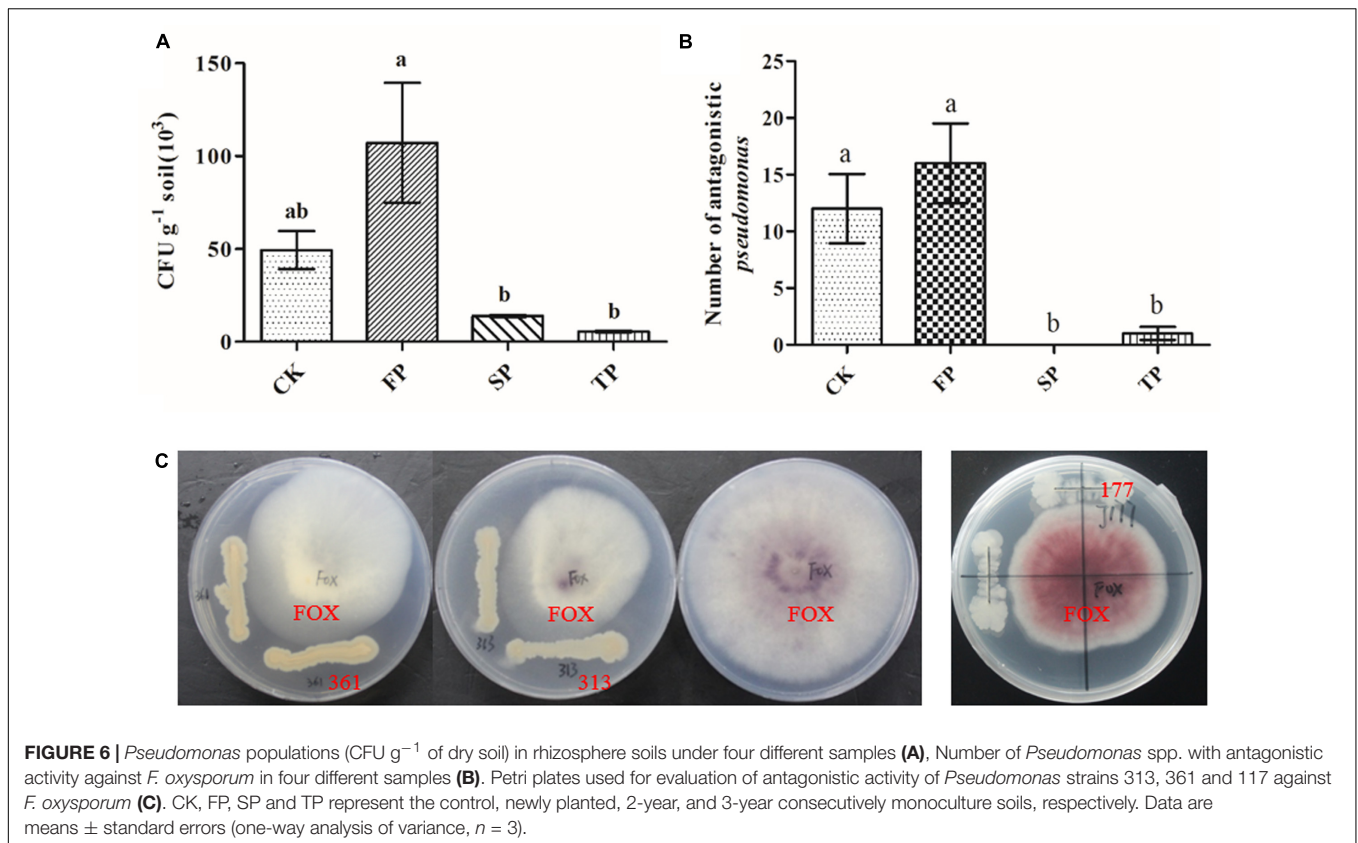 A
B
CFU g-1 soil(10³)
150
100
50
0
ab
a
b
b
CK
FP
SP
TP
Number of antagonistic
pseudomonas
25
20
15
10
5
0
a
a
b
b
CK
FP
SP
TP
C
Fox
FOX
361
361
361
Fox
FOX
313
313
313
Fox
FOX
177
J177
Fox
FOX
FIGURE 6 | Pseudomonas populations (CFU g−1 of dry soil) in rhizosphere soils under four different samples (A), Number of Pseudomonas spp. with antagonistic
activity against F. oxysporum in four different samples (B). Petri plates used for evaluation of antagonistic activity of Pseudomonas strains 313, 361 and 117 against
F. oxysporum (C). CK, FP, SP and TP represent the control, newly planted, 2-year, and 3-year consecutively monoculture soils, respectively. Data are
means ± standard errors (one-way analysis of variance, n = 3).